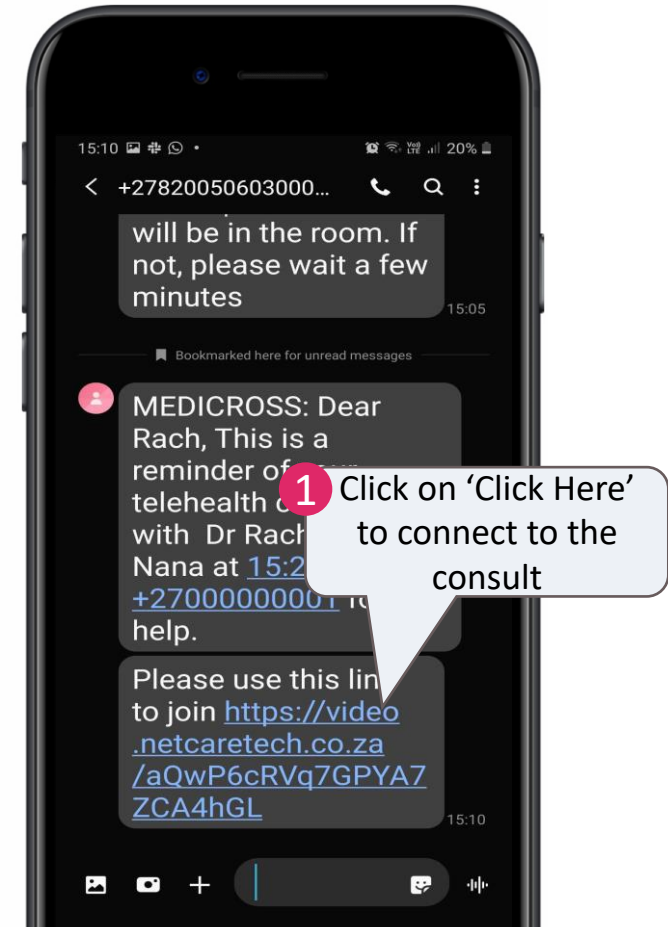 15:10
20%
+27820050603000...
will be in the room. If
not, please wait a few
minutes
15:05
Bookmarked here for unread messages
MEDICROSS: Dear
Rach, This is a
reminder of
telehealth
with Dr Rach
Nana at 15:2
+27000000001
help.
1 Click on ‘Click Here’
to connect to the
consult
Please use this
to join https://video
.netcaretech.co.za
/aQwP6cRVq7GPYA7
ZCA4hGL
15:10